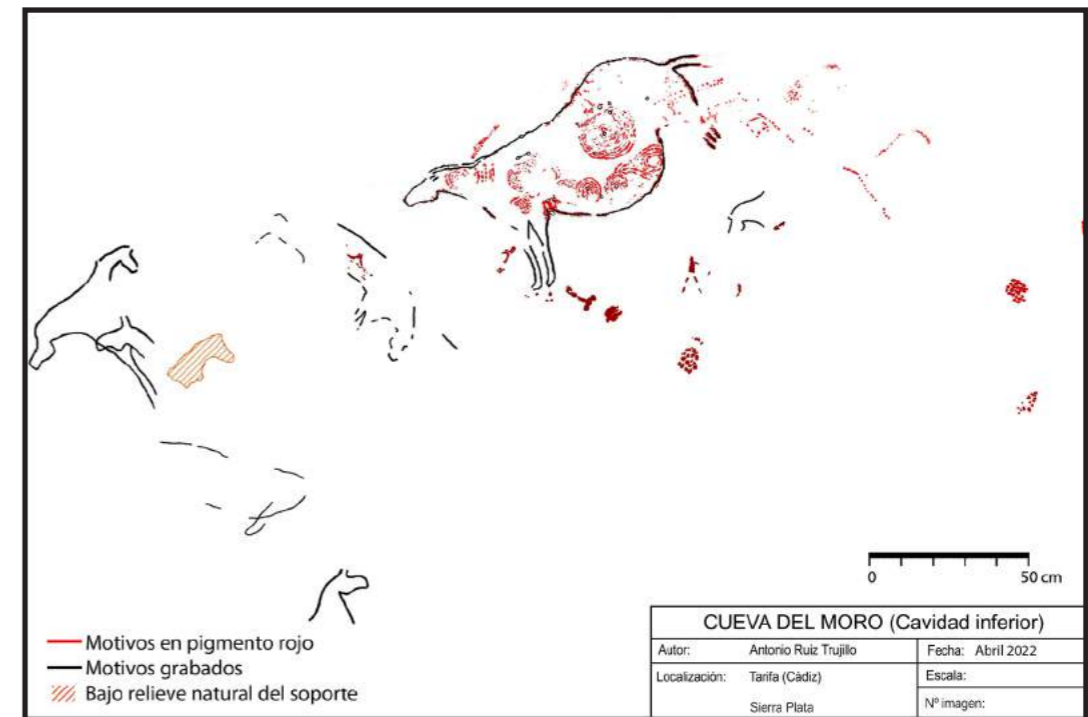 0
50 cm
Motivos en pigmento rojo
Motivos grabados
Bajo relieve natural del soporte
CUEVA DEL MORO (Cavidad inferior)
Autor: Antonio Ruiz Trujillo Fecha: Abril 2022
Localización: Tarifa (Cádiz) Escala:
Sierra Plata Nº imagen: